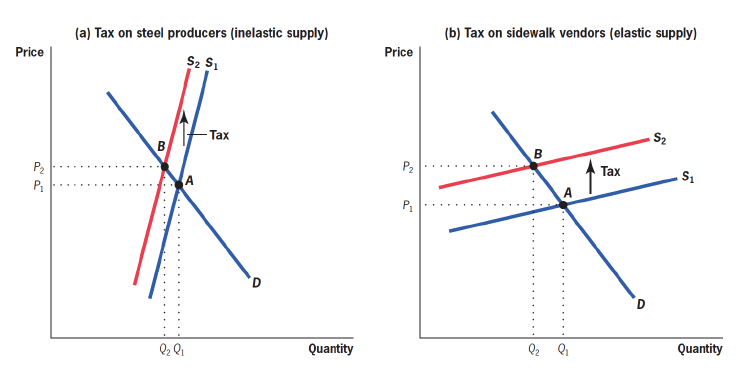 (a) Tax on steel producers (inelastic supply)
Price
S₂ S₁
Tax
B
P₂
A
P₁
D
Q₂ Q₁
Quantity
(b) Tax on sidewalk vendors (elastic supply)
Price
S₂
B
P₂
Tax
S₁
A
P₁
D
Q₂ Q₁
Quantity